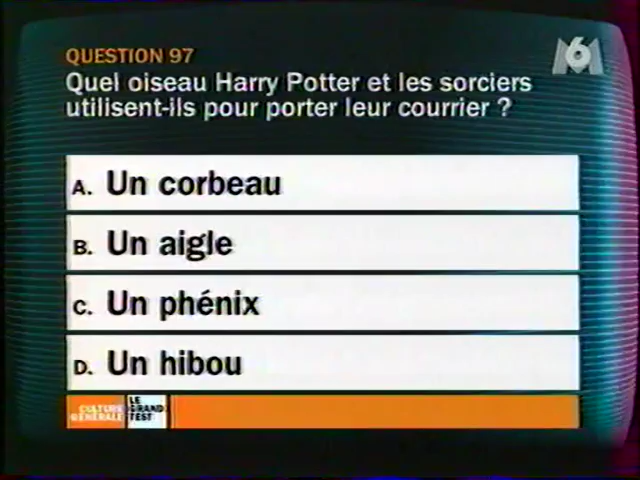 QUESTION 97
M6
Quel oiseau Harry Potter et les sorciers
utilisent-ils pour porter leur courrier ?
A. Un corbeau
B. Un aigle
C. Un phénix
D. Un hibou
CULTURE
GÉNÉRALE
LE
GRAND
TEST